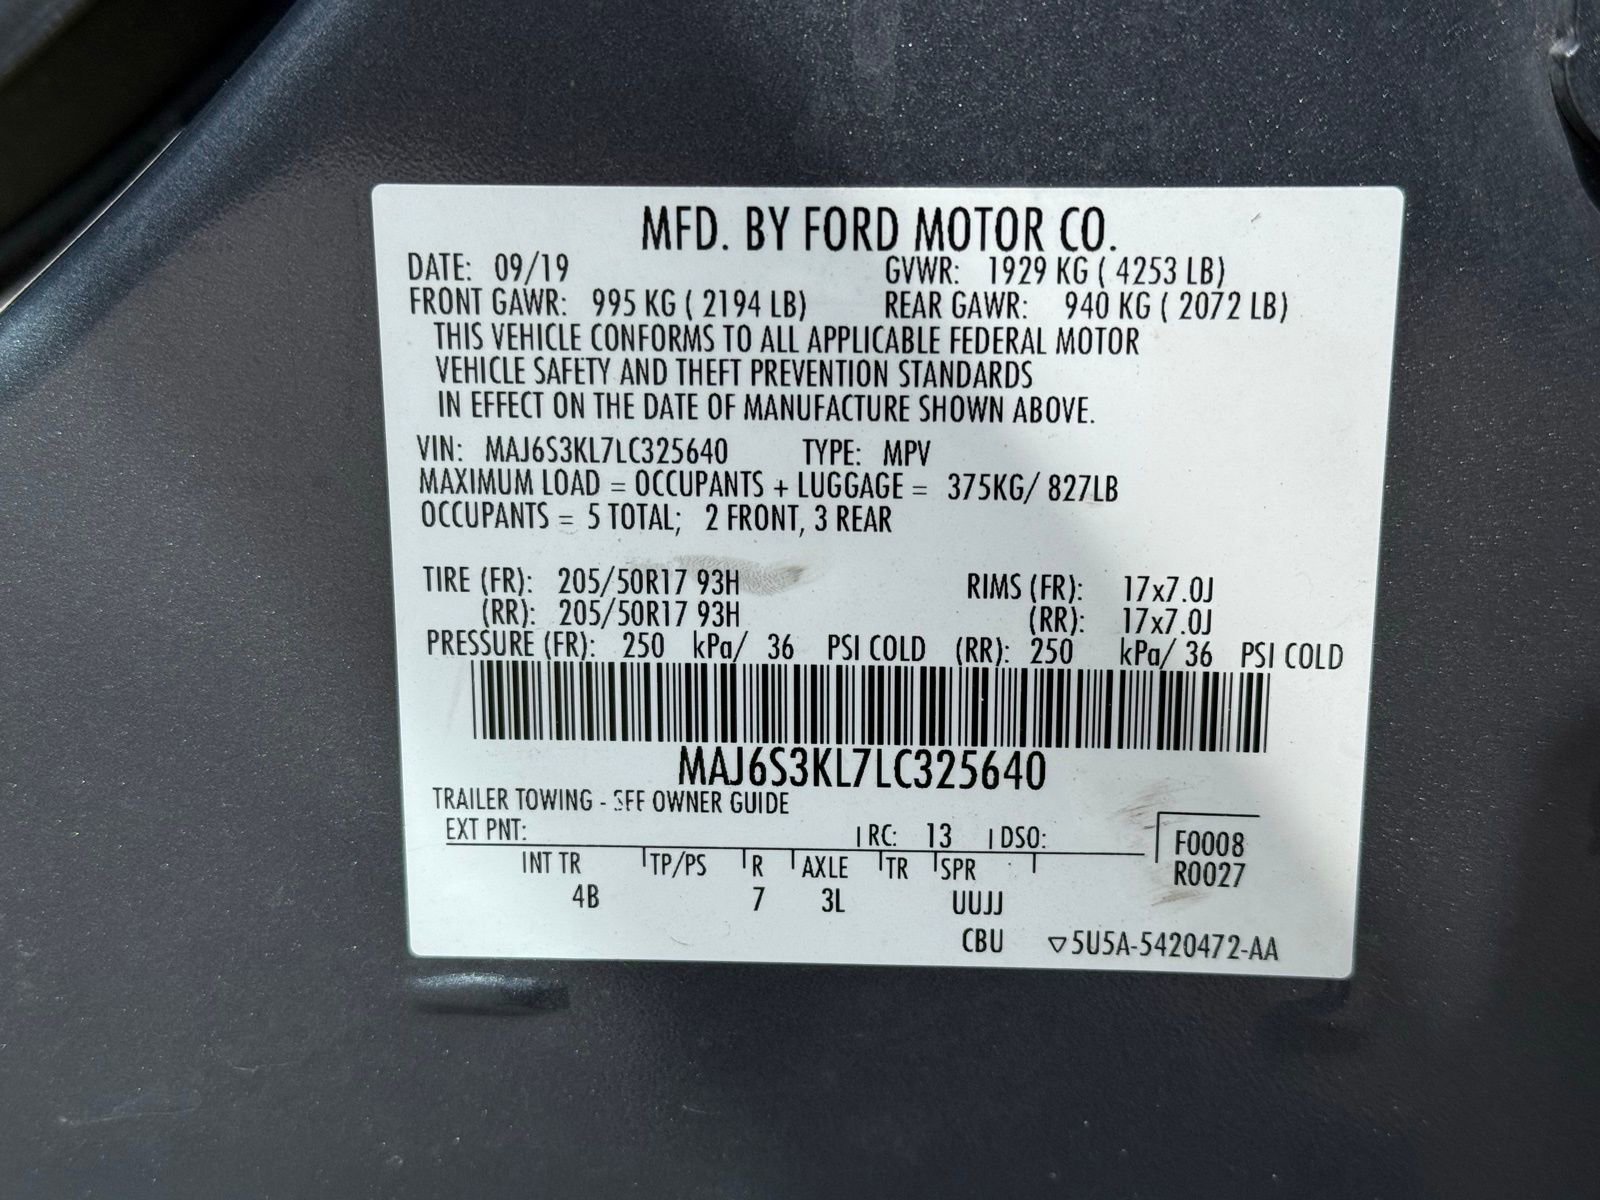 MFD. BY FORD MOTOR CO.
DATE: 09/19 GVWR: 1929 KG ( 4253 LB)
FRONT GAWR: 995 KG ( 2194 LB) REAR GAWR: 940 KG ( 2072 LB)
THIS VEHICLE CONFORMS TO ALL APPLICABLE FEDERAL MOTOR
VEHICLE SAFETY AND THEFT PREVENTION STANDARDS
IN EFFECT ON THE DATE OF MANUFACTURE SHOWN ABOVE.
VIN: MAJ6S3KL7LC325640 TYPE: MPV
MAXIMUM LOAD = OCCUPANTS + LUGGAGE = 375KG/ 827LB
OCCUPANTS = 5 TOTAL; 2 FRONT, 3 REAR
TIRE (FR): 205/50R17 93H RIMS (FR): 17x7.0J
(RR): 205/50R17 93H (RR): 17x7.0J
PRESSURE (FR): 250 kPa/ 36 PSI COLD (RR): 250 kPa/ 36 PSI COLD
MAJ6S3KL7LC325640
TRAILER TOWING - SEE OWNER GUIDE
EXT PNT: RC: 13 DSO: F0008
INT TR TP/PS R AXLE TR SPR R0027
4B 7 3L UUJJ
CBU ▽5U5A-5420472-AA